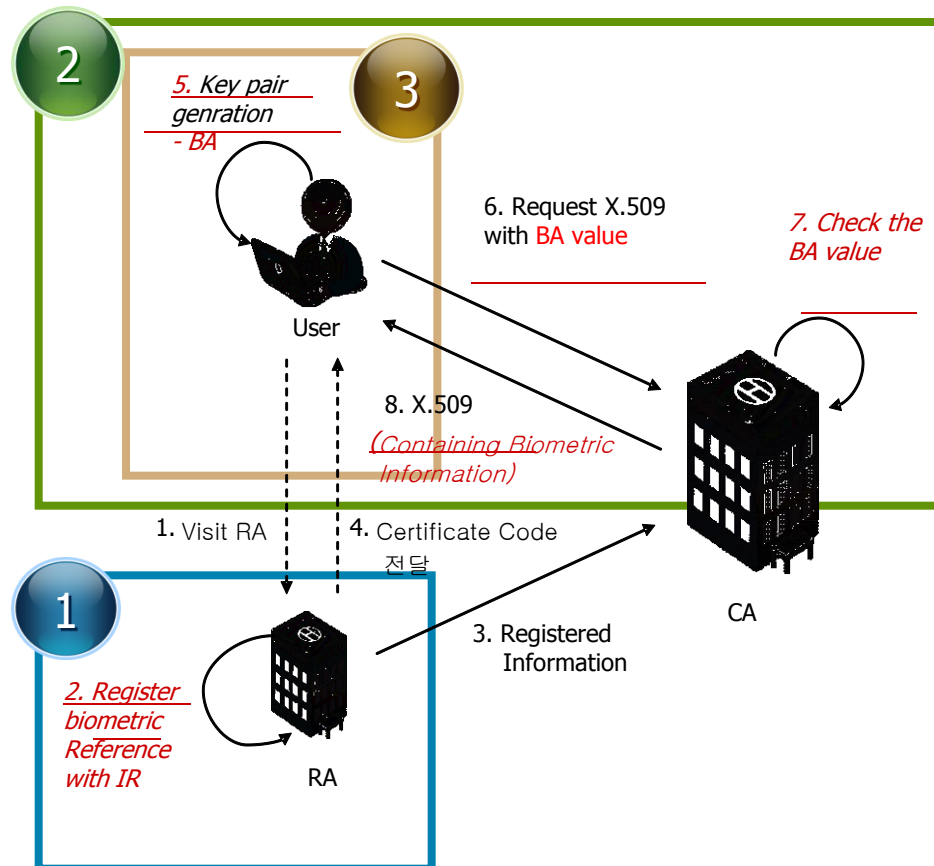 2
3
5. Key pair
genration
- BA
6. Request X.509
with BA value
7. Check the
BA value
User
8. X.509
(Containing Biometric
Information)
1. Visit RA
4. Certificate Code
전달
CA
1
3. Registered
Information
2. Register
biometric
Reference
with IR
RA